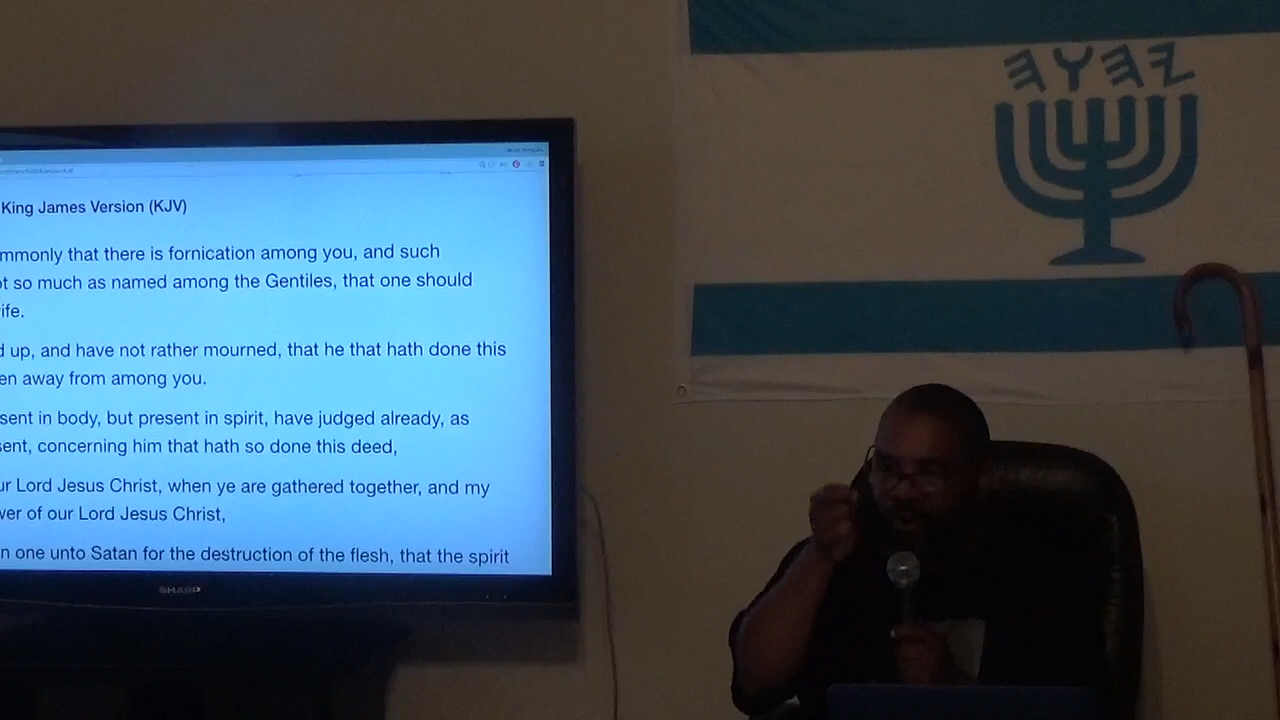 King James Version (KJV)
mmonly that there is fornication among you, and such
t so much as named among the Gentiles, that one should
ife.
d up, and have not rather mourned, that he that hath done this
en away from among you.
sent in body, but present in spirit, have judged already, as
sent, concerning him that hath so done this deed,
ur Lord Jesus Christ, when ye are gathered together, and my
wer of our Lord Jesus Christ,
n one unto Satan for the destruction of the flesh, that the spirit
SHARP
𐤉𐤄𐤅𐤄